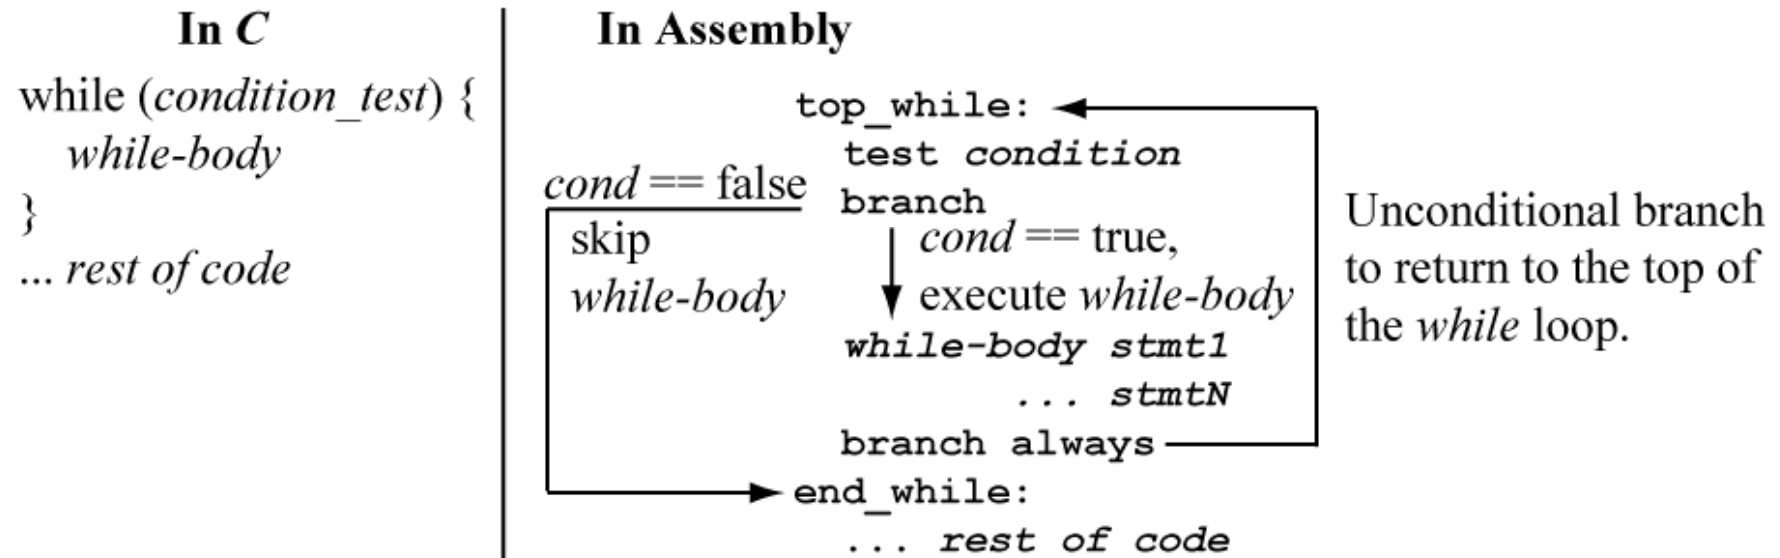 In C
while (condition_test) {
while-body
}
... rest of code
In Assembly
top_while:
test condition
branch
cond == false
skip
while-body
cond == true,
execute while-body
while-body stmt1
... stmtN
branch always
end_while:
... rest of code
Unconditional branch
to return to the top of
the while loop.